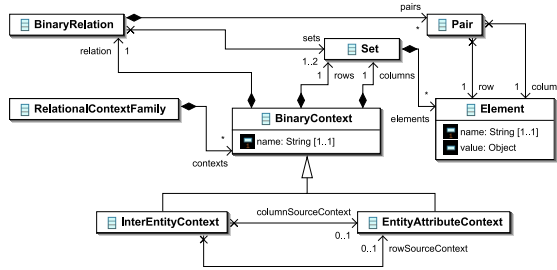 BinaryRelation
pairs
*
Pair
relation
1
sets
1..2
Set
1
rows
1
columns
1
row
1
colum
RelationalContextFamily
*
contexts
BinaryContext
name: String [1..1]
*
elements
Element
name: String [1..1]
value: Object
InterEntityContext
columnSourceContext
0..1
EntityAttributeContext
0..1
rowSourceContext